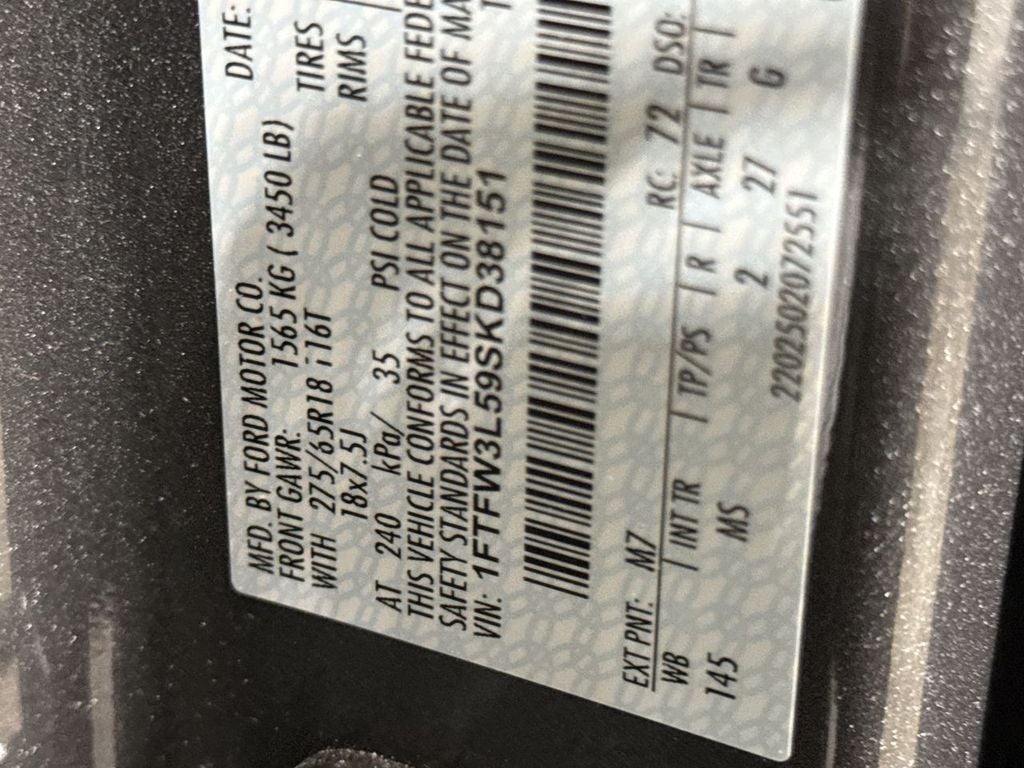 MFD. BY FORD MOTOR CO. DATE:
FRONT GAWR: 1565 KG ( 3450 LB)
WITH 275/65R18 i16T TIRES
18x7.5J RIMS
AT 240 kPa/ 35 PSI COLD
THIS VEHICLE CONFORMS TO ALL APPLICABLE FEDE
SAFETY STANDARDS IN EFFECT ON THE DATE OF MA
VIN: 1FTFW3L59SKD38151 T
EXT PNT: M7 RC: 72 DSO:
WB | INT TR | TP/PS | R | AXLE | TR |
145 MS 2 27 G
2202502072551